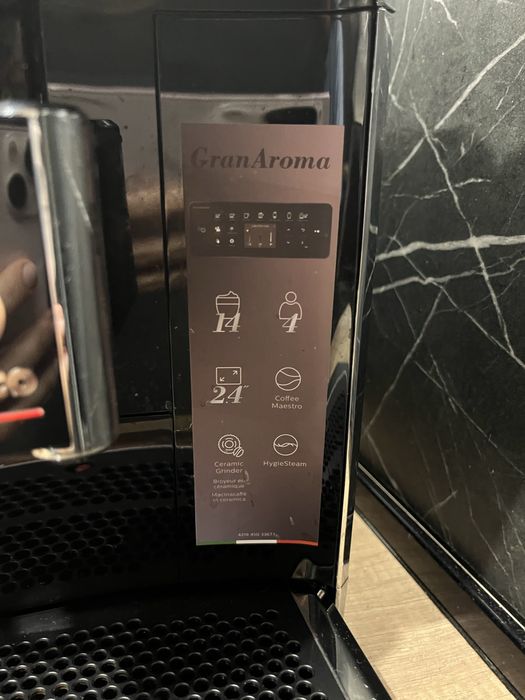 GranAroma
14 4
2.4"
Coffee
Maestro
Ceramic
Grinder
Broyeur en
céramique
Macinacaffè
in ceramica
HygieSteam